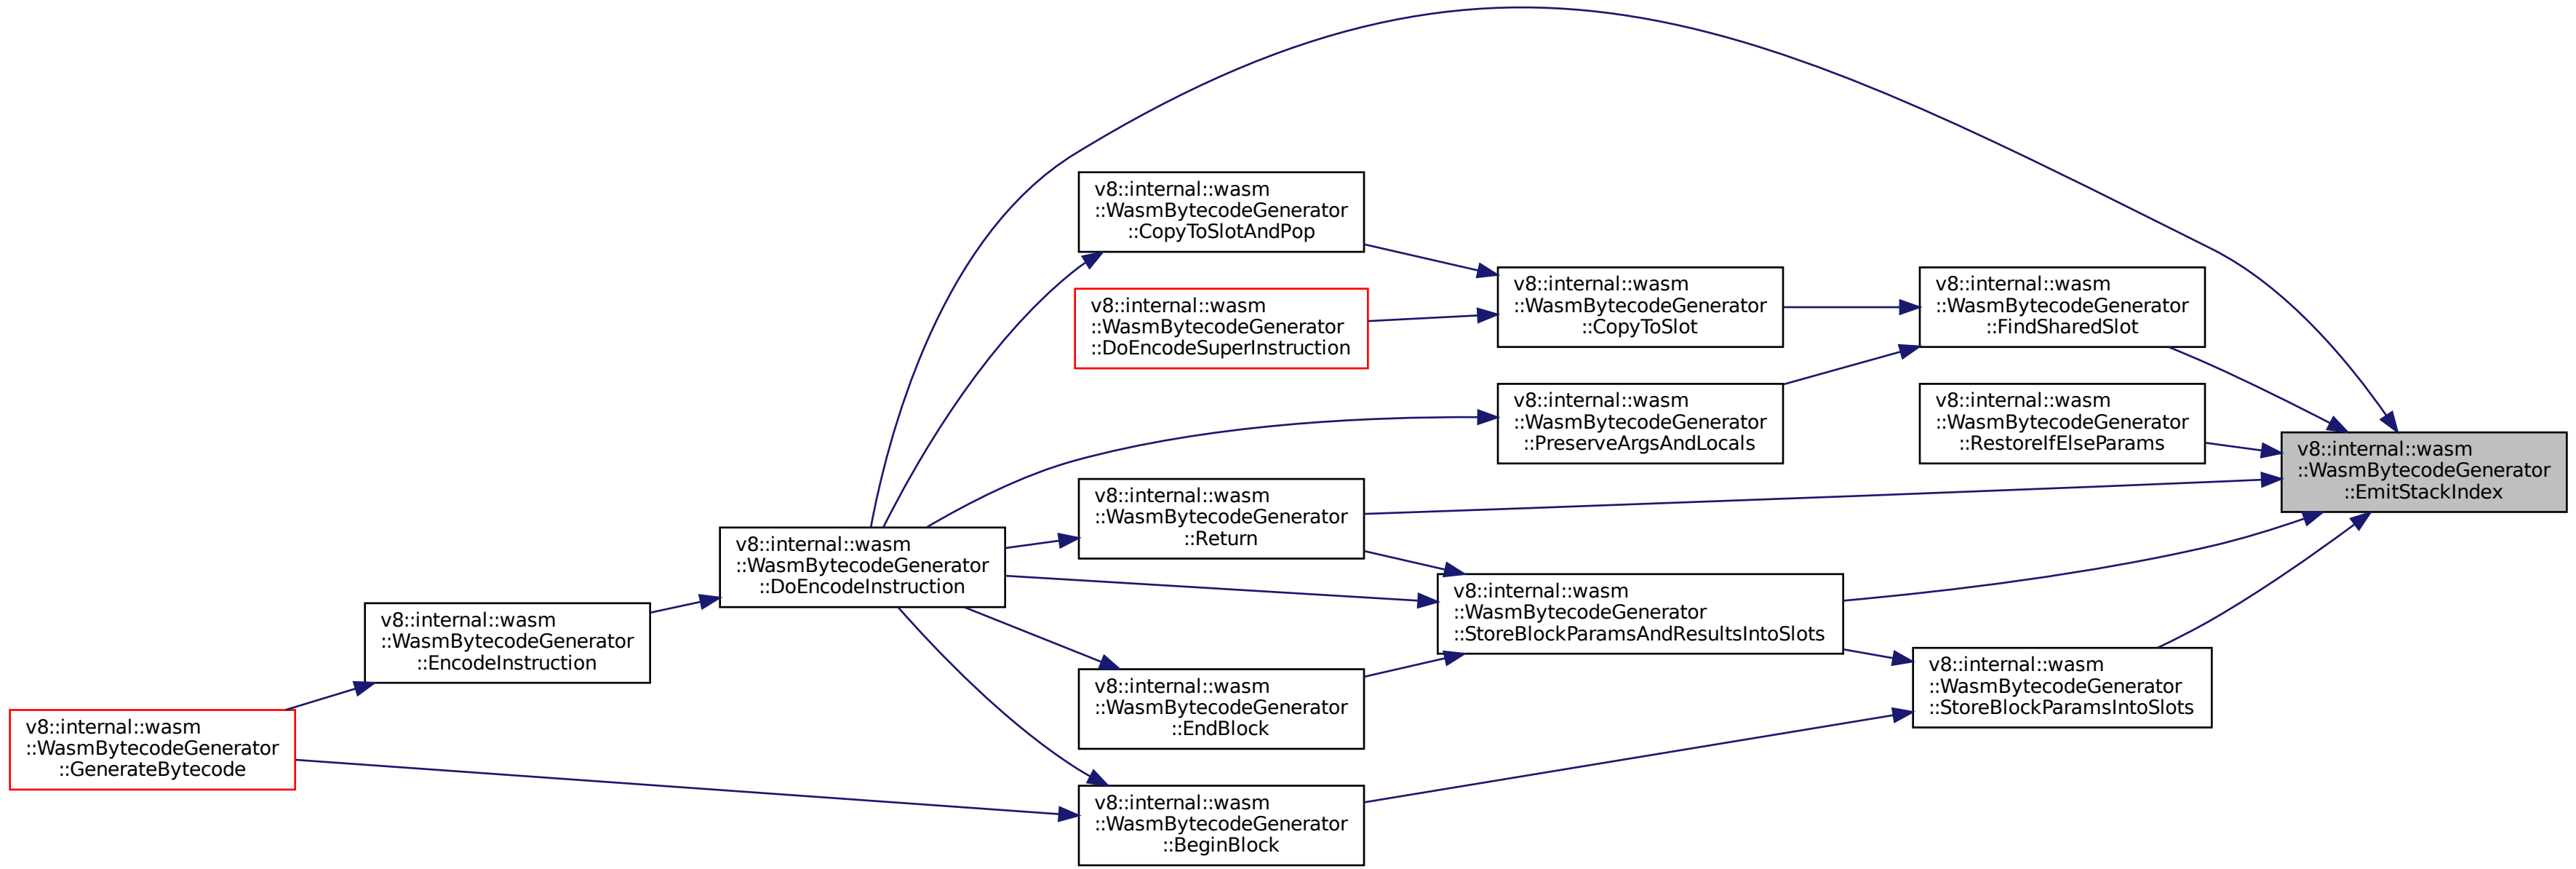 v8::internal::wasm
::WasmBytecodeGenerator
::CopyToSlotAndPop
v8::internal::wasm
::WasmBytecodeGenerator
::DoEncodeSuperInstruction
v8::internal::wasm
::WasmBytecodeGenerator
::CopyToSlot
v8::internal::wasm
::WasmBytecodeGenerator
::FindSharedSlot
v8::internal::wasm
::WasmBytecodeGenerator
::PreserveArgsAndLocals
v8::internal::wasm
::WasmBytecodeGenerator
::RestoreIfElseParams
v8::internal::wasm
::WasmBytecodeGenerator
::EmitStackIndex
v8::internal::wasm
::WasmBytecodeGenerator
::Return
v8::internal::wasm
::WasmBytecodeGenerator
::DoEncodeInstruction
v8::internal::wasm
::WasmBytecodeGenerator
::StoreBlockParamsAndResultsIntoSlots
v8::internal::wasm
::WasmBytecodeGenerator
::EncodeInstruction
v8::internal::wasm
::WasmBytecodeGenerator
::EndBlock
v8::internal::wasm
::WasmBytecodeGenerator
::StoreBlockParamsIntoSlots
v8::internal::wasm
::WasmBytecodeGenerator
::GenerateBytecode
v8::internal::wasm
::WasmBytecodeGenerator
::BeginBlock